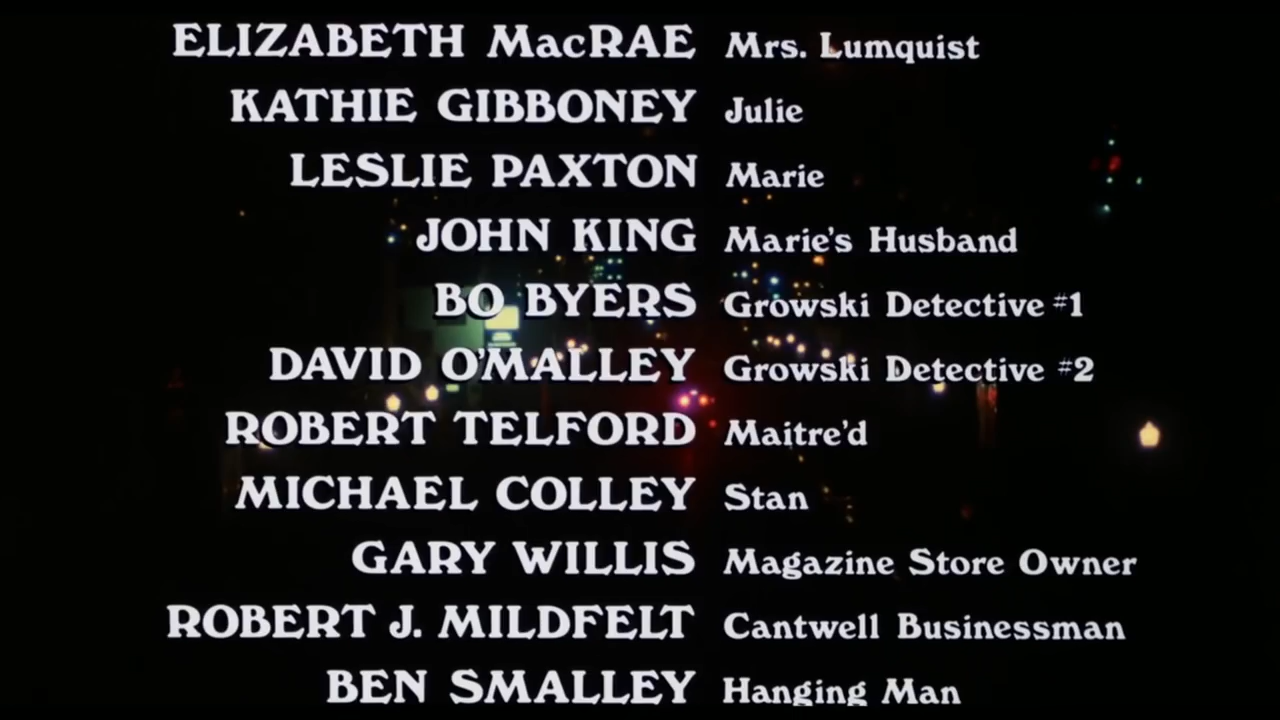 ELIZABETH MacRAE Mrs. Lumquist
KATHIE GIBBONEY Julie
LESLIE PAXTON Marie
JOHN KING Marie's Husband
BO BYERS Growski Detective #1
DAVID O'MALLEY Growski Detective #2
ROBERT TELFORD Maitre'd
MICHAEL COLLEY Stan
GARY WILLIS Magazine Store Owner
ROBERT J. MILDFELT Cantwell Businessman
BEN SMALLEY Hanging Man